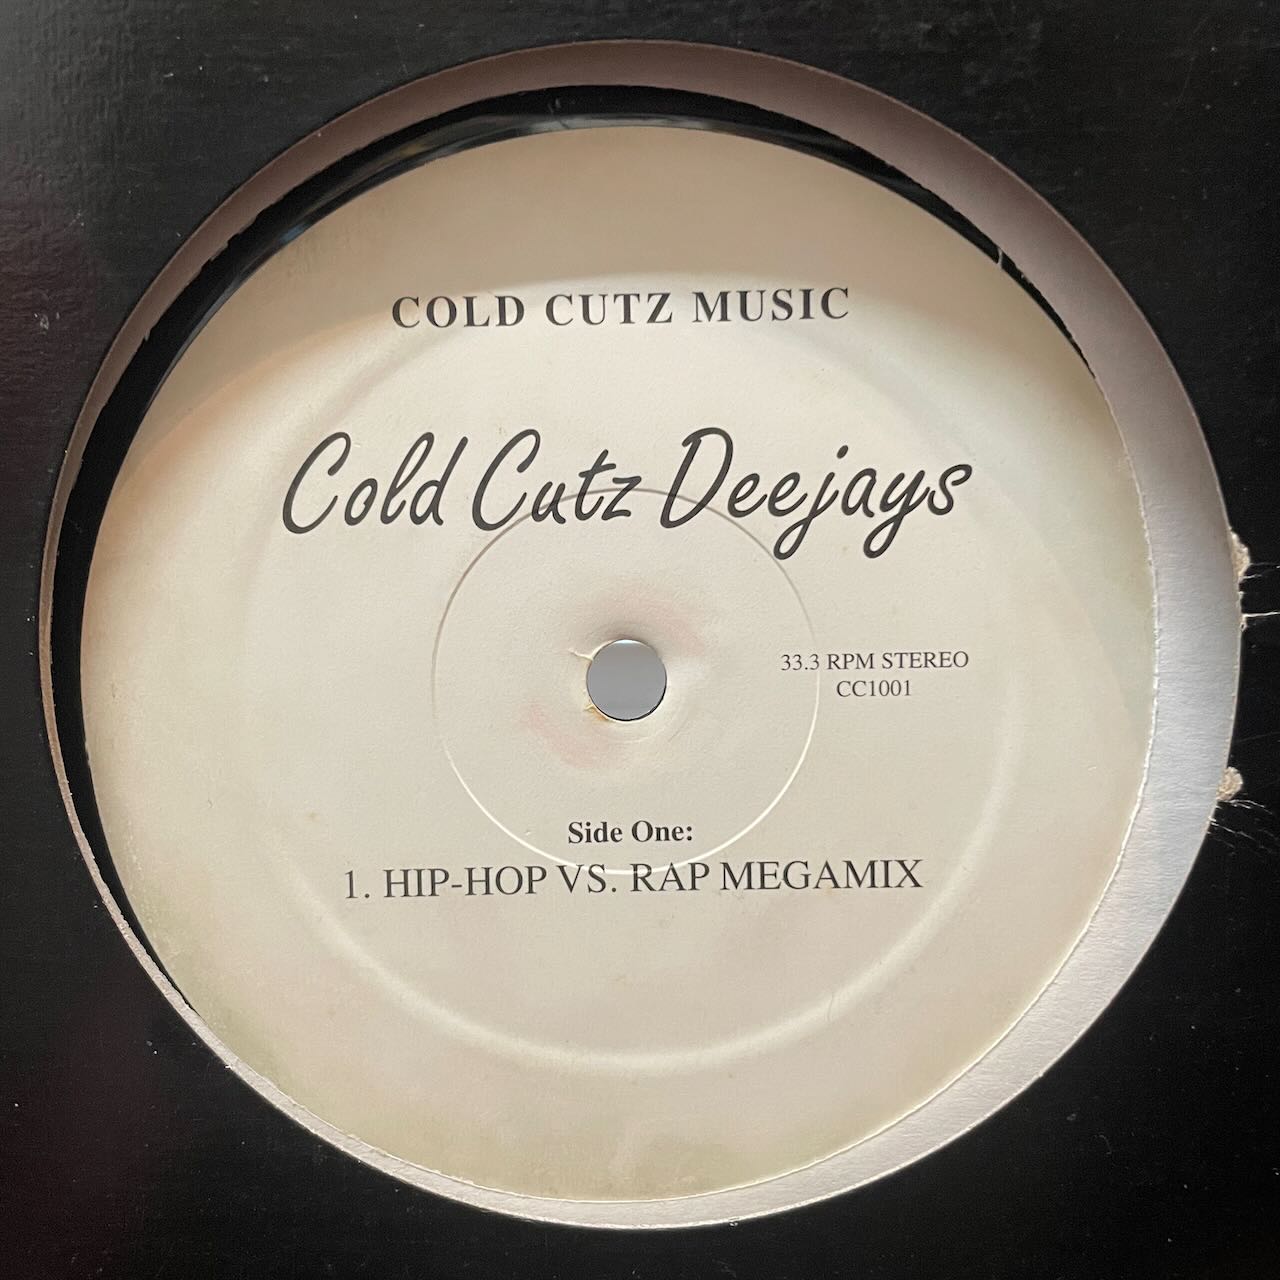 COLD CUTZ MUSIC
Cold Cutz Deejays
33.3 RPM STEREO
CC1001
Side One:
1. HIP-HOP VS. RAP MEGAMIX